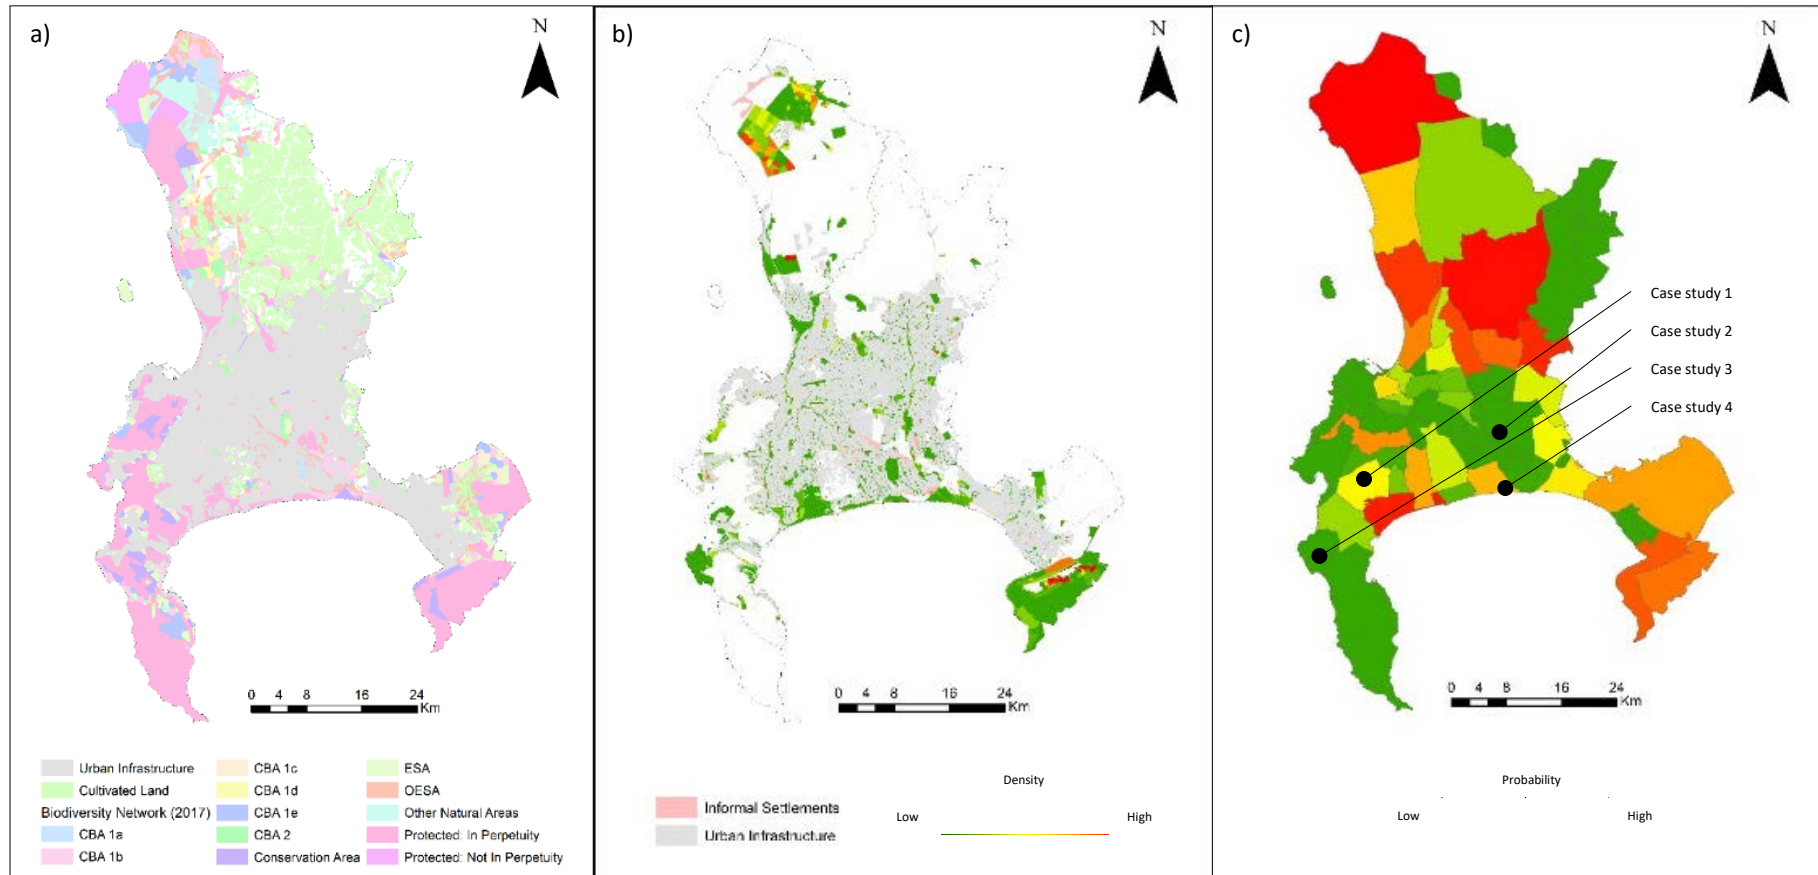 a)
N
0 4 8 16 24
Km
Urban Infrastructure
Cultivated Land
Biodiversity Network (2017)
CBA 1a
CBA 1b
CBA 1c
CBA 1d
CBA 1e
CBA 2
Conservation Area
ESA
OESA
Other Natural Areas
Protected: In Perpetuity
Protected: Not In Perpetuity
b)
N
0 4 8 16 24
Km
Informal Settlements
Urban Infrastructure
Density
Low High
c)
N
Case study 1
Case study 2
Case study 3
Case study 4
0 4 8 16 24
Km
Probability
Low High